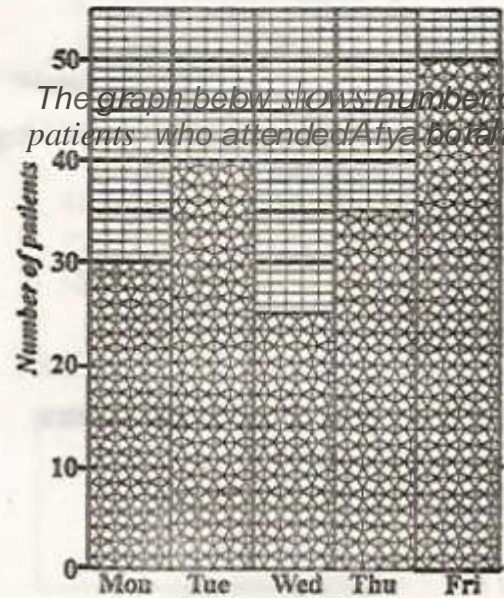 50
The graph below shows number
patients who attended Afya bora
40
30
20
10
0
Number of patients
Mon Tue Wed Thu Fri